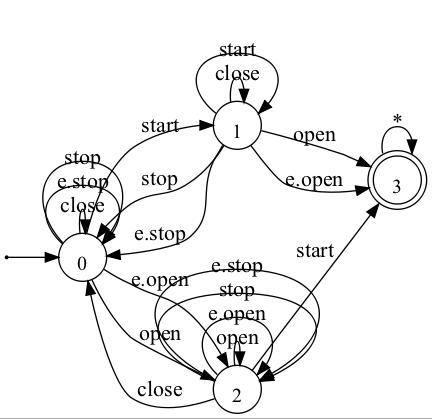 start
close
1
start
open
*
stop
stop
e.open
3
e.stop
close
e.stop
0
start
e.open
e.stop
stop
e.open
open
open
close
2